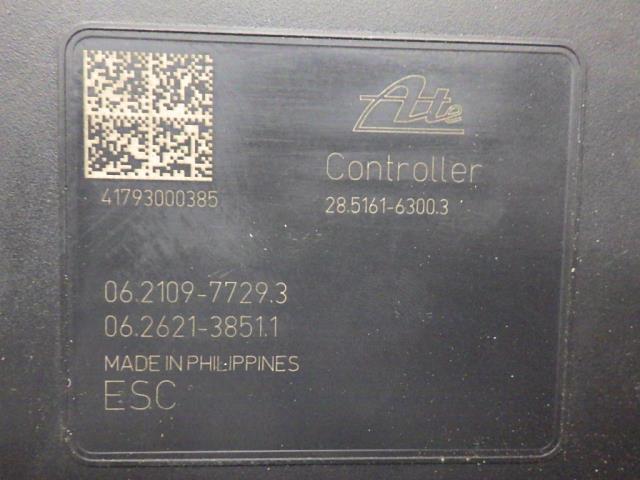 Ate
Controller
41793000385
28.5161-6300.3
06.2109-7729.3
06.2621-3851.1
MADE IN PHILIPPINES
ESC